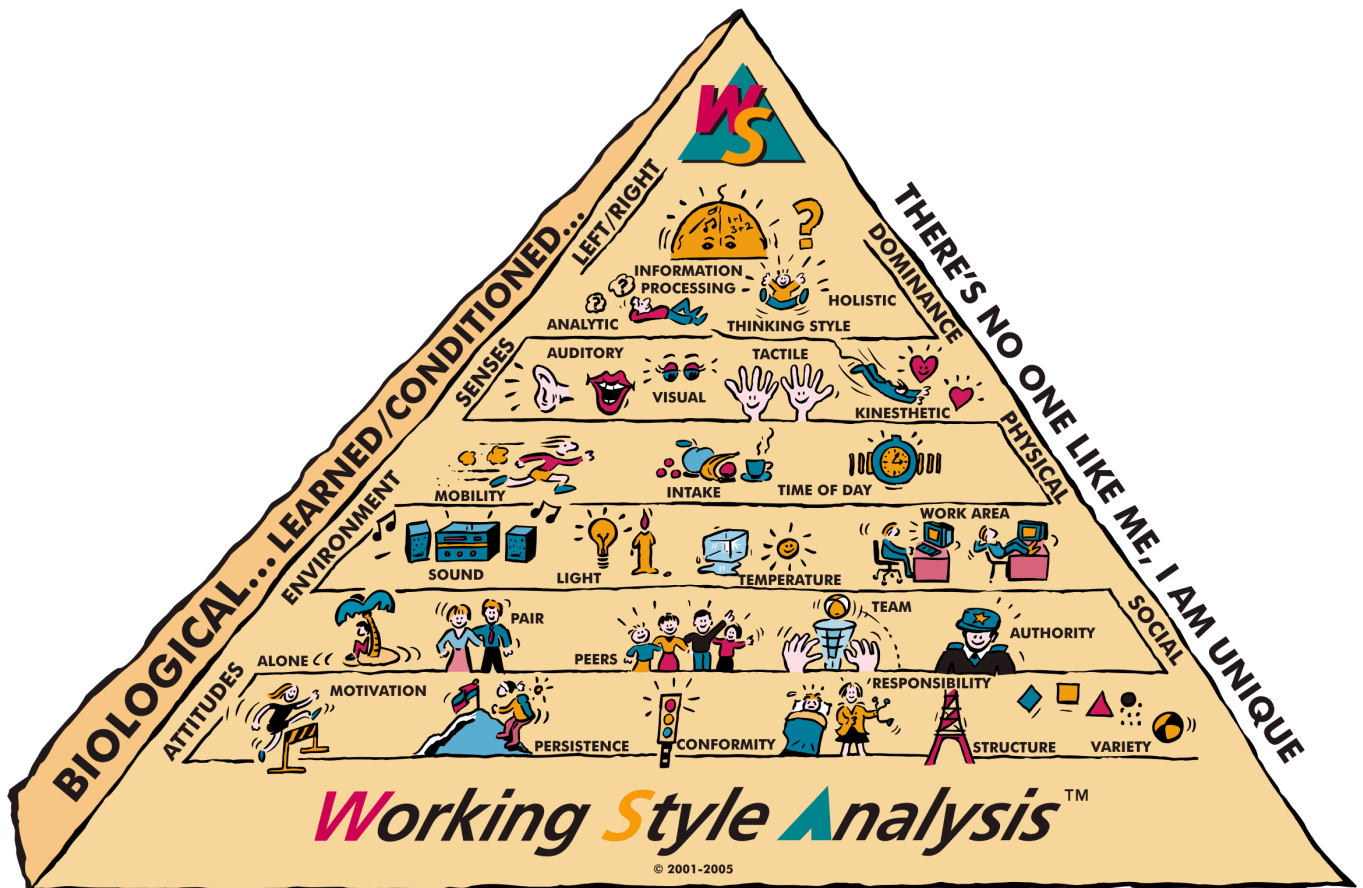 WS
LEFT/RIGHT
DOMINANCE
1+1
3+2
?
INFORMATION
PROCESSING
? ?
ANALYTIC
THINKING STYLE
HOLISTIC
SENSES
AUDITORY
VISUAL
TACTILE
KINESTHETIC
PHYSICAL
MOBILITY
INTAKE
TIME OF DAY
ENVIRONMENT
SOUND
LIGHT
TEMPERATURE
WORK AREA
SOCIAL
ALONE
PAIR
PEERS
TEAM
AUTHORITY
ATTITUDES
MOTIVATION
PERSISTENCE
CONFORMITY
RESPONSIBILITY
STRUCTURE
VARIETY
BIOLOGICAL... LEARNED/CONDITIONED...
THERE'S NO ONE LIKE ME, I AM UNIQUE
Working Style Analysis™
© 2001-2005